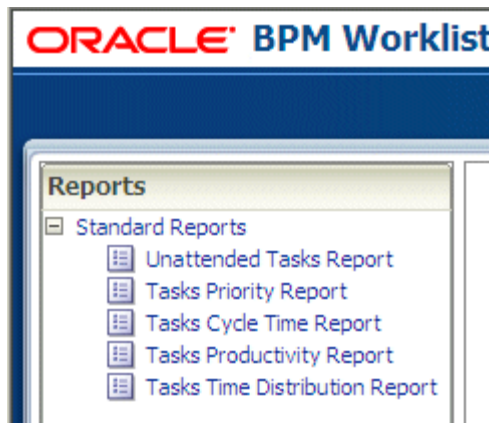 ORACLE BPM Worklist
Reports
Standard Reports
Unattended Tasks Report
Tasks Priority Report
Tasks Cycle Time Report
Tasks Productivity Report
Tasks Time Distribution Report